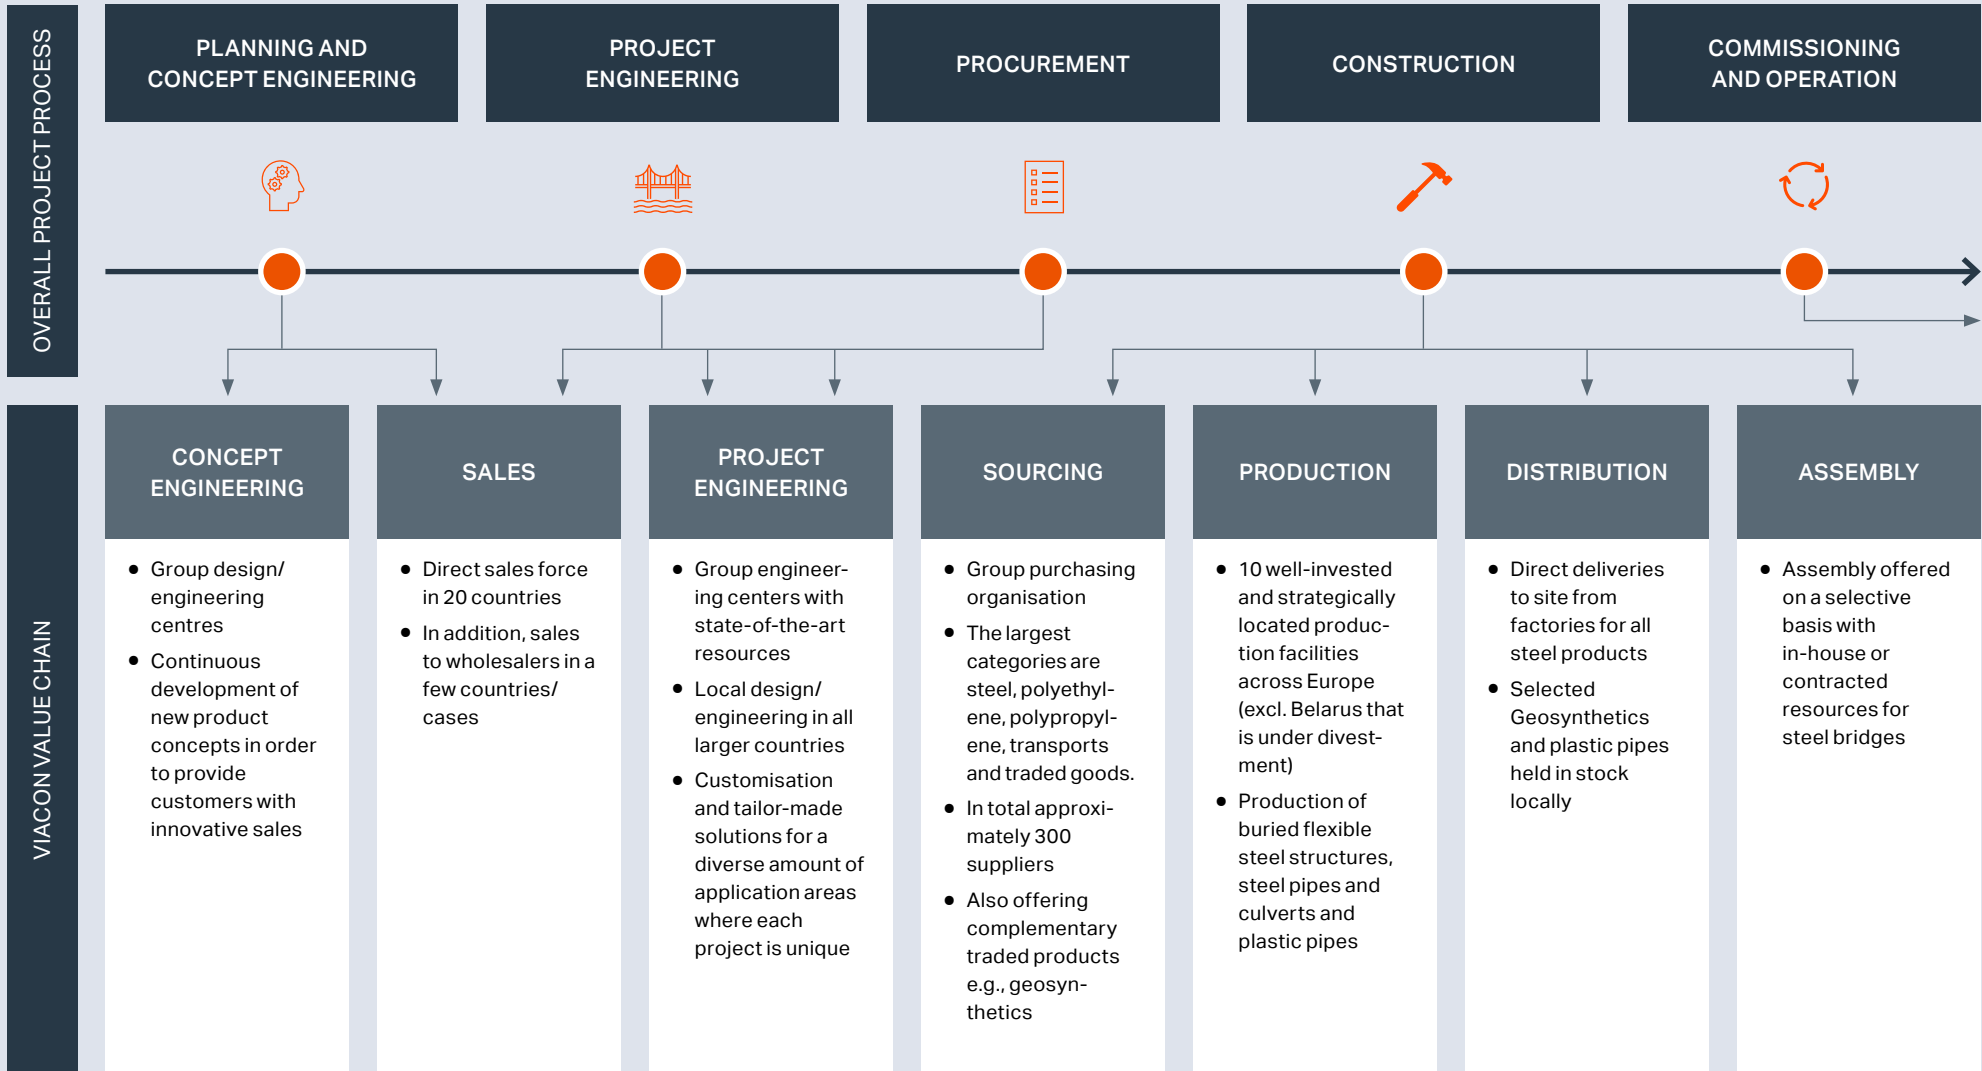 OVERALL PROJECT PROCESS
PLANNING AND
CONCEPT ENGINEERING
PROJECT
ENGINEERING
PROCUREMENT
CONSTRUCTION
COMMISSIONING
AND OPERATION
VIACON VALUE CHAIN
CONCEPT
ENGINEERING
• Group design/
engineering
centres
• Continuous
development of
new product
concepts in order
to provide
customers with
innovative sales
SALES
• Direct sales force
in 20 countries
• In addition, sales
to wholesalers in a
few countries/
cases
PROJECT
ENGINEERING
• Group engineer-
ing centers with
state-of-the-art
resources
• Local design/
engineering in all
larger countries
• Customisation
and tailor-made
solutions for a
diverse amount of
application areas
where each
project is unique
SOURCING
• Group purchasing
organisation
• The largest
categories are
steel, polyethyl-
ene, polypropyl-
ene, transports
and traded goods.
• In total approxi-
mately 300
suppliers
• Also offering
complementary
traded products
e.g., geosyn-
thetics
PRODUCTION
• 10 well-invested
and strategically
located produc-
tion facilities
across Europe
(excl. Belarus that
is under divest-
ment)
• Production of
buried flexible
steel structures,
steel pipes and
culverts and
plastic pipes
DISTRIBUTION
• Direct deliveries
to site from
factories for all
steel products
• Selected
Geosynthetics
and plastic pipes
held in stock
locally
ASSEMBLY
• Assembly offered
on a selective
basis with
in-house or
contracted
resources for
steel bridges